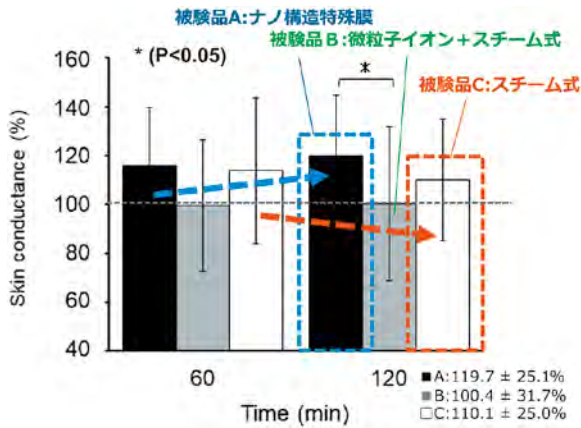 被験品A:ナノ構造特殊膜
被験品B:微粒子イオン＋スチーム式
* (P<0.05)
*
被験品C:スチーム式
160
140
120
100
80
60
40
Skin conductance (%)
60
120
Time (min)
A:119.7 ± 25.1%
B:100.4 ± 31.7%
C:110.1 ± 25.0%